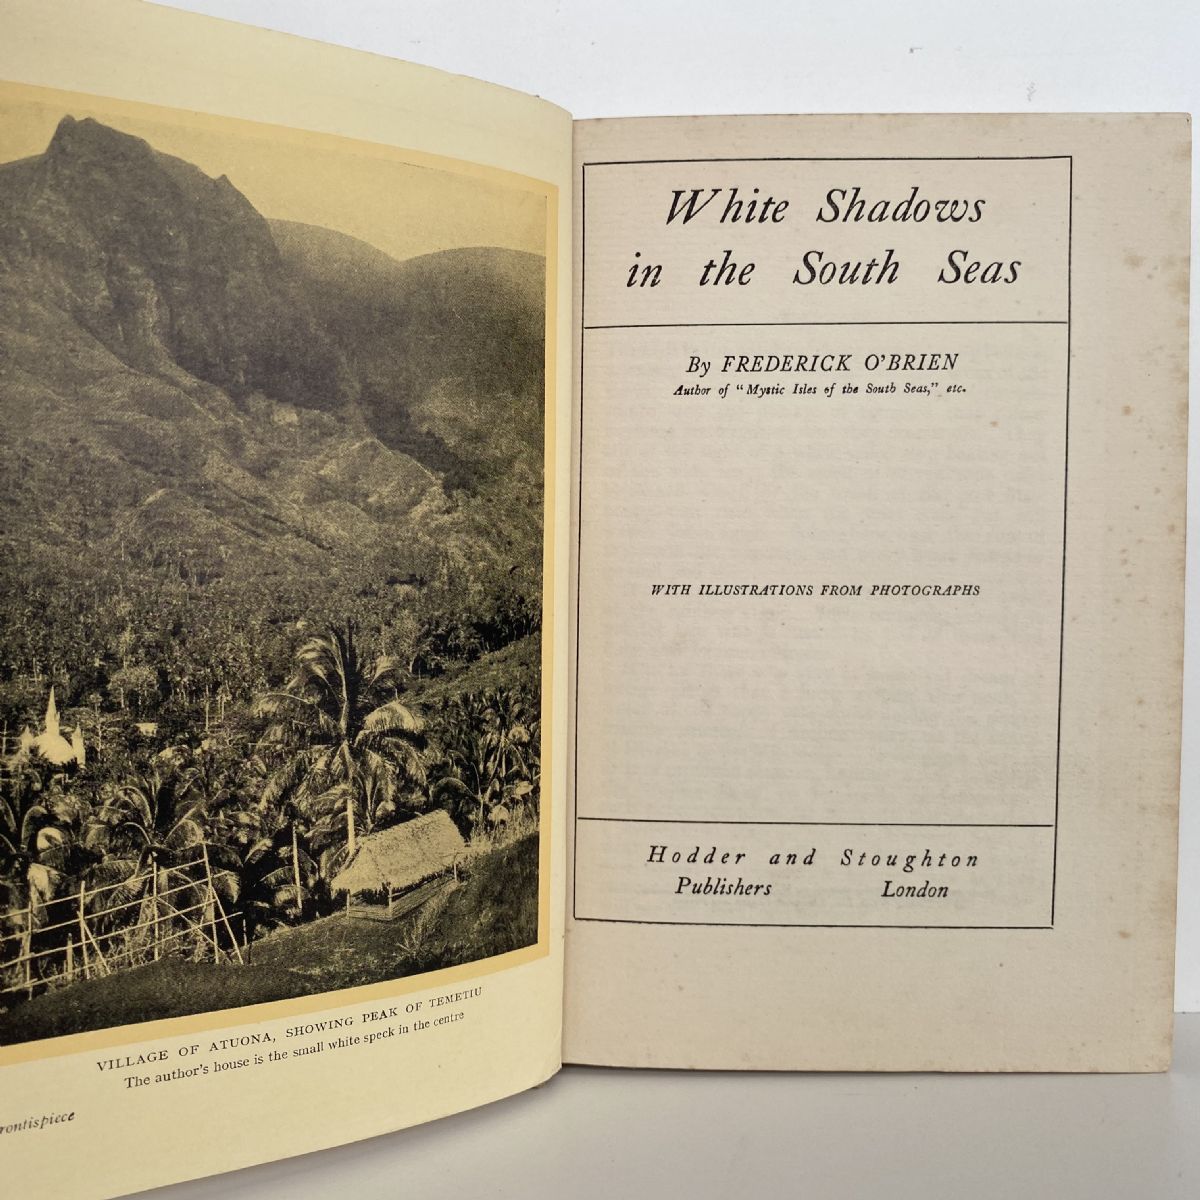 VILLAGE OF ATUONA, SHOWING PEAK OF TEMETIU
The author's house is the small white speck in the centre
rontispiece
White Shadows
in the South Seas
By FREDERICK O'BRIEN
Author of "Mystic Isles of the South Seas," etc.
WITH ILLUSTRATIONS FROM PHOTOGRAPHS
Hodder and Stoughton
Publishers London